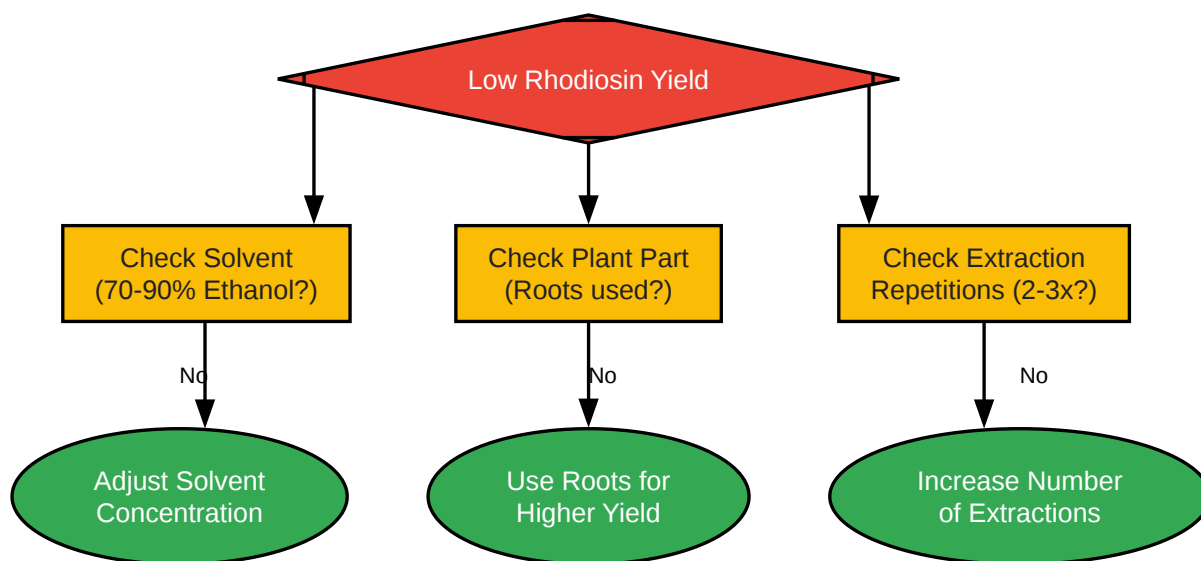 Low Rhodiosin Yield
Check Solvent
(70-90% Ethanol?)
Check Plant Part
(Roots used?)
Check Extraction
Repetitions (2-3x?)
No
No
No
Adjust Solvent
Concentration
Use Roots for
Higher Yield
Increase Number
of Extractions